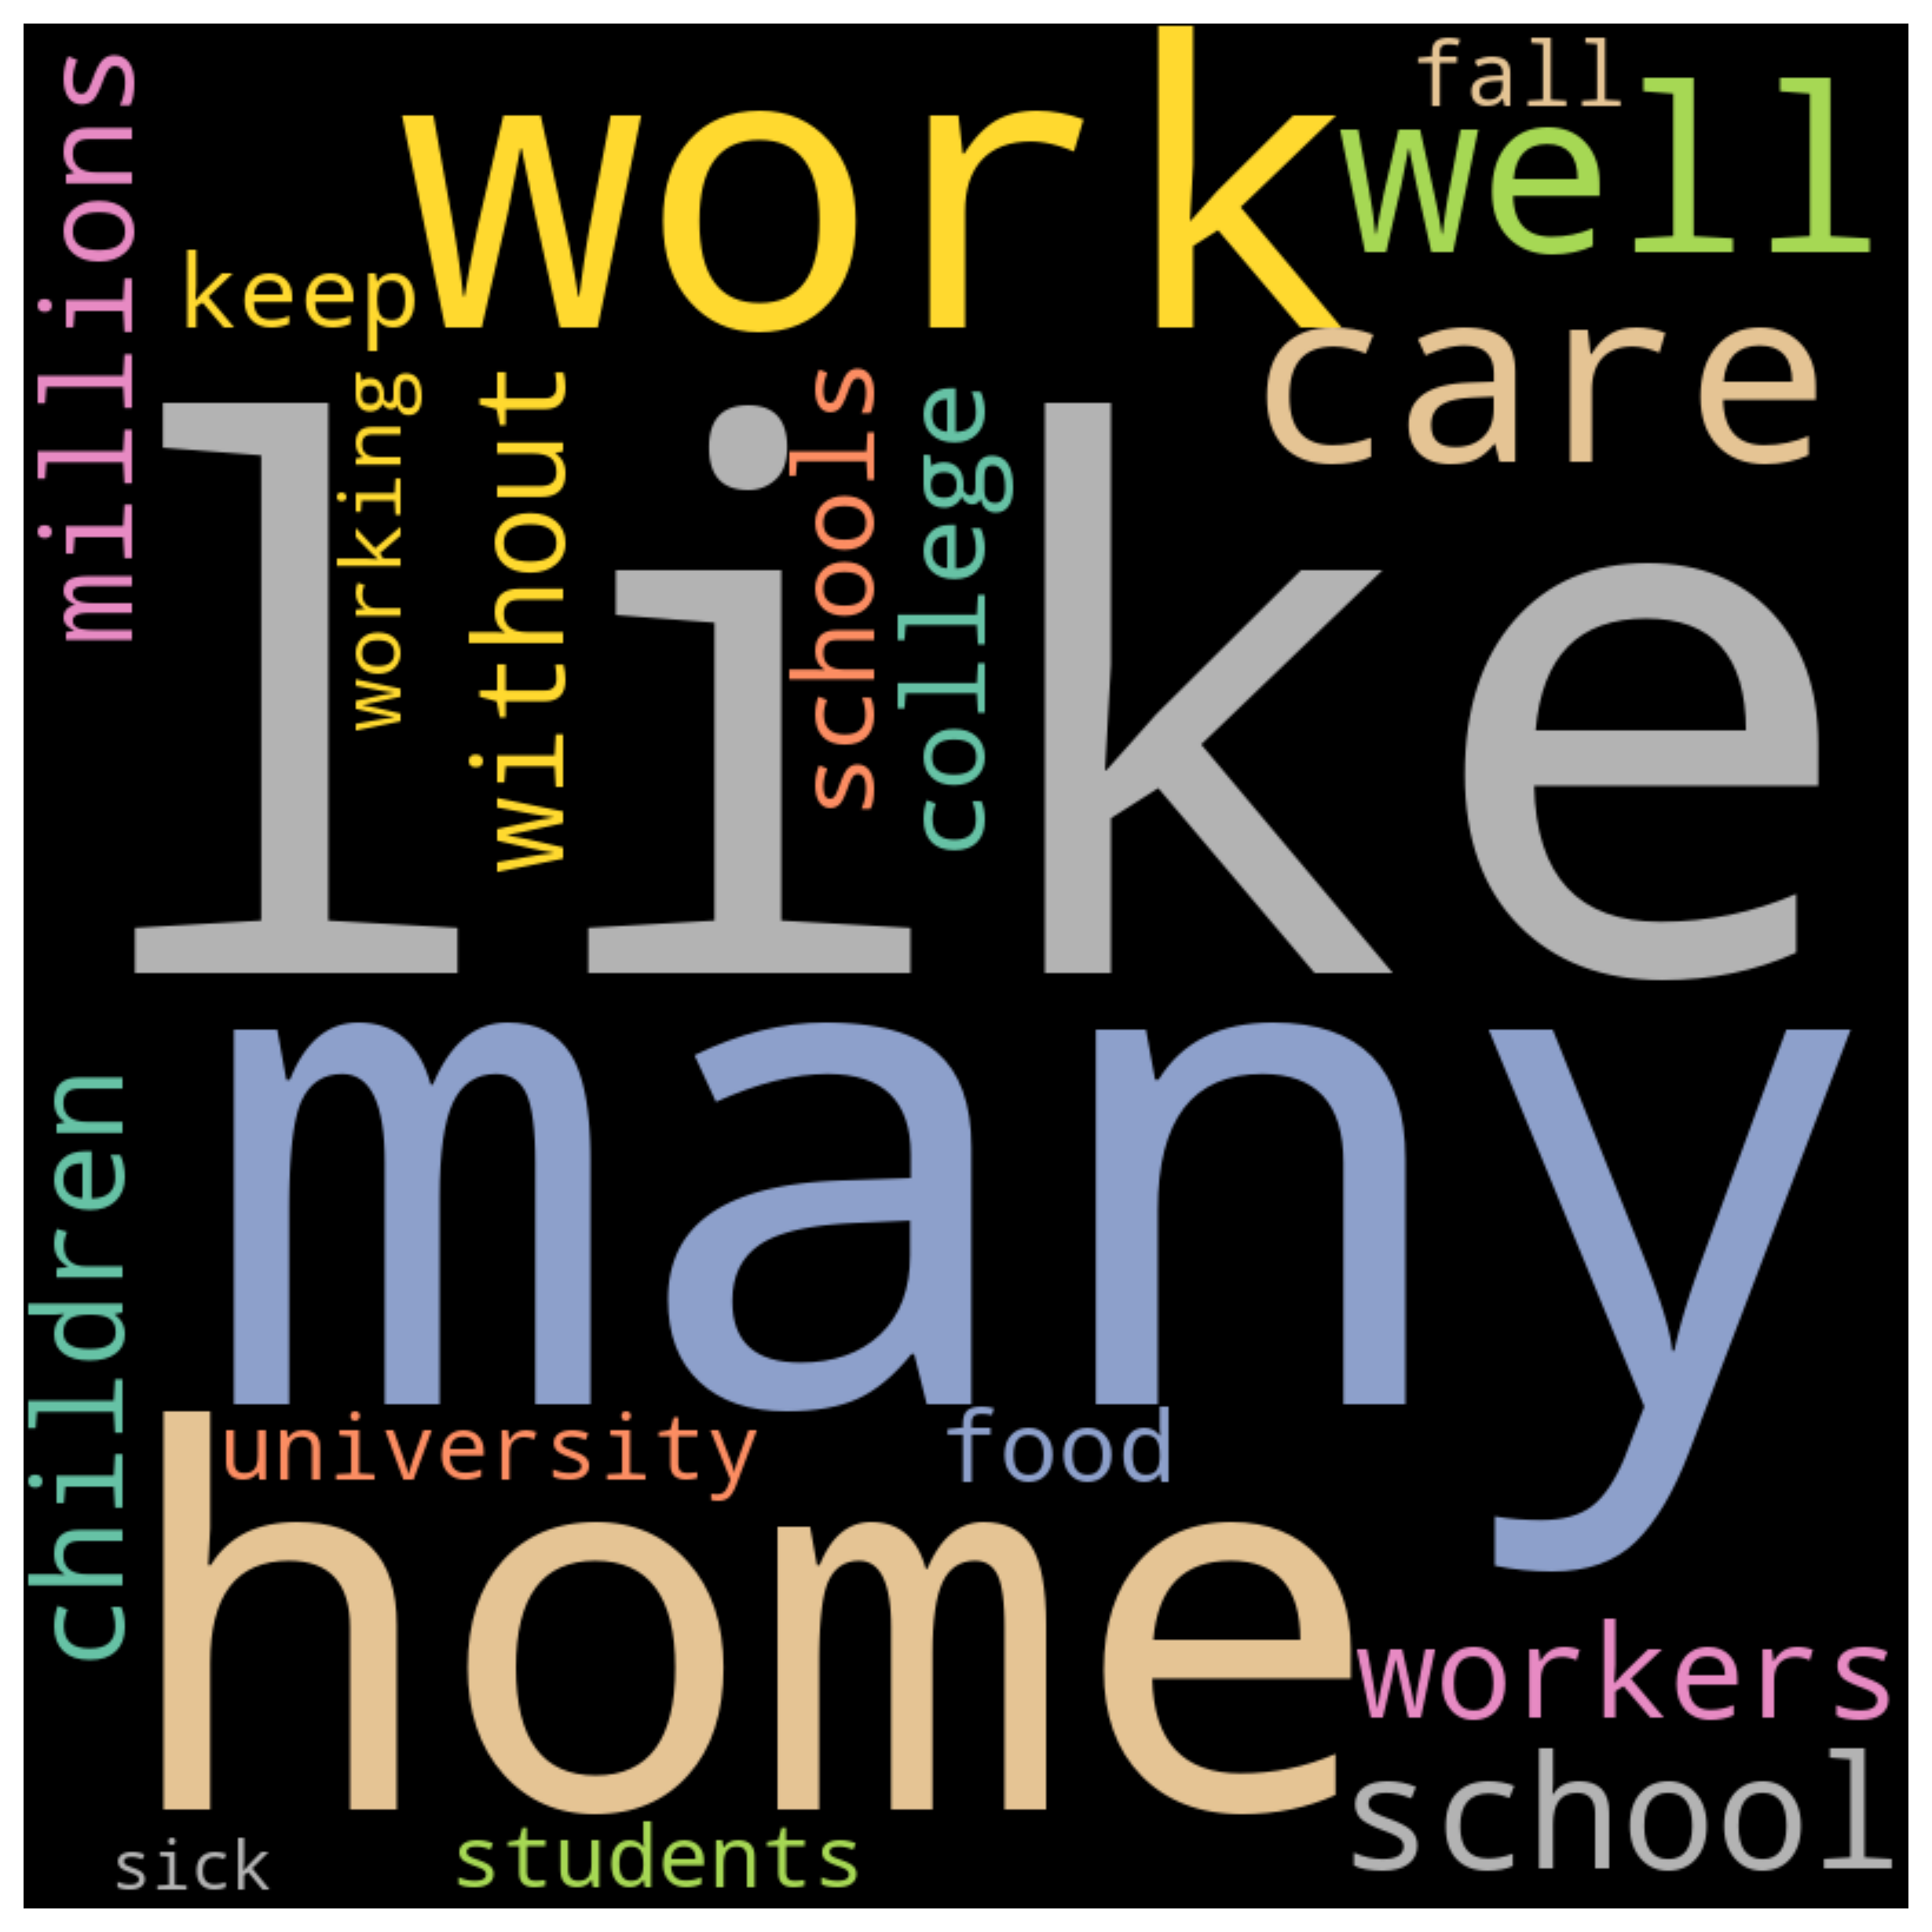 fall
millions
work
well
keep
care
working
without
schools
college
like
many
children
university
food
home
workers
school
sick
students